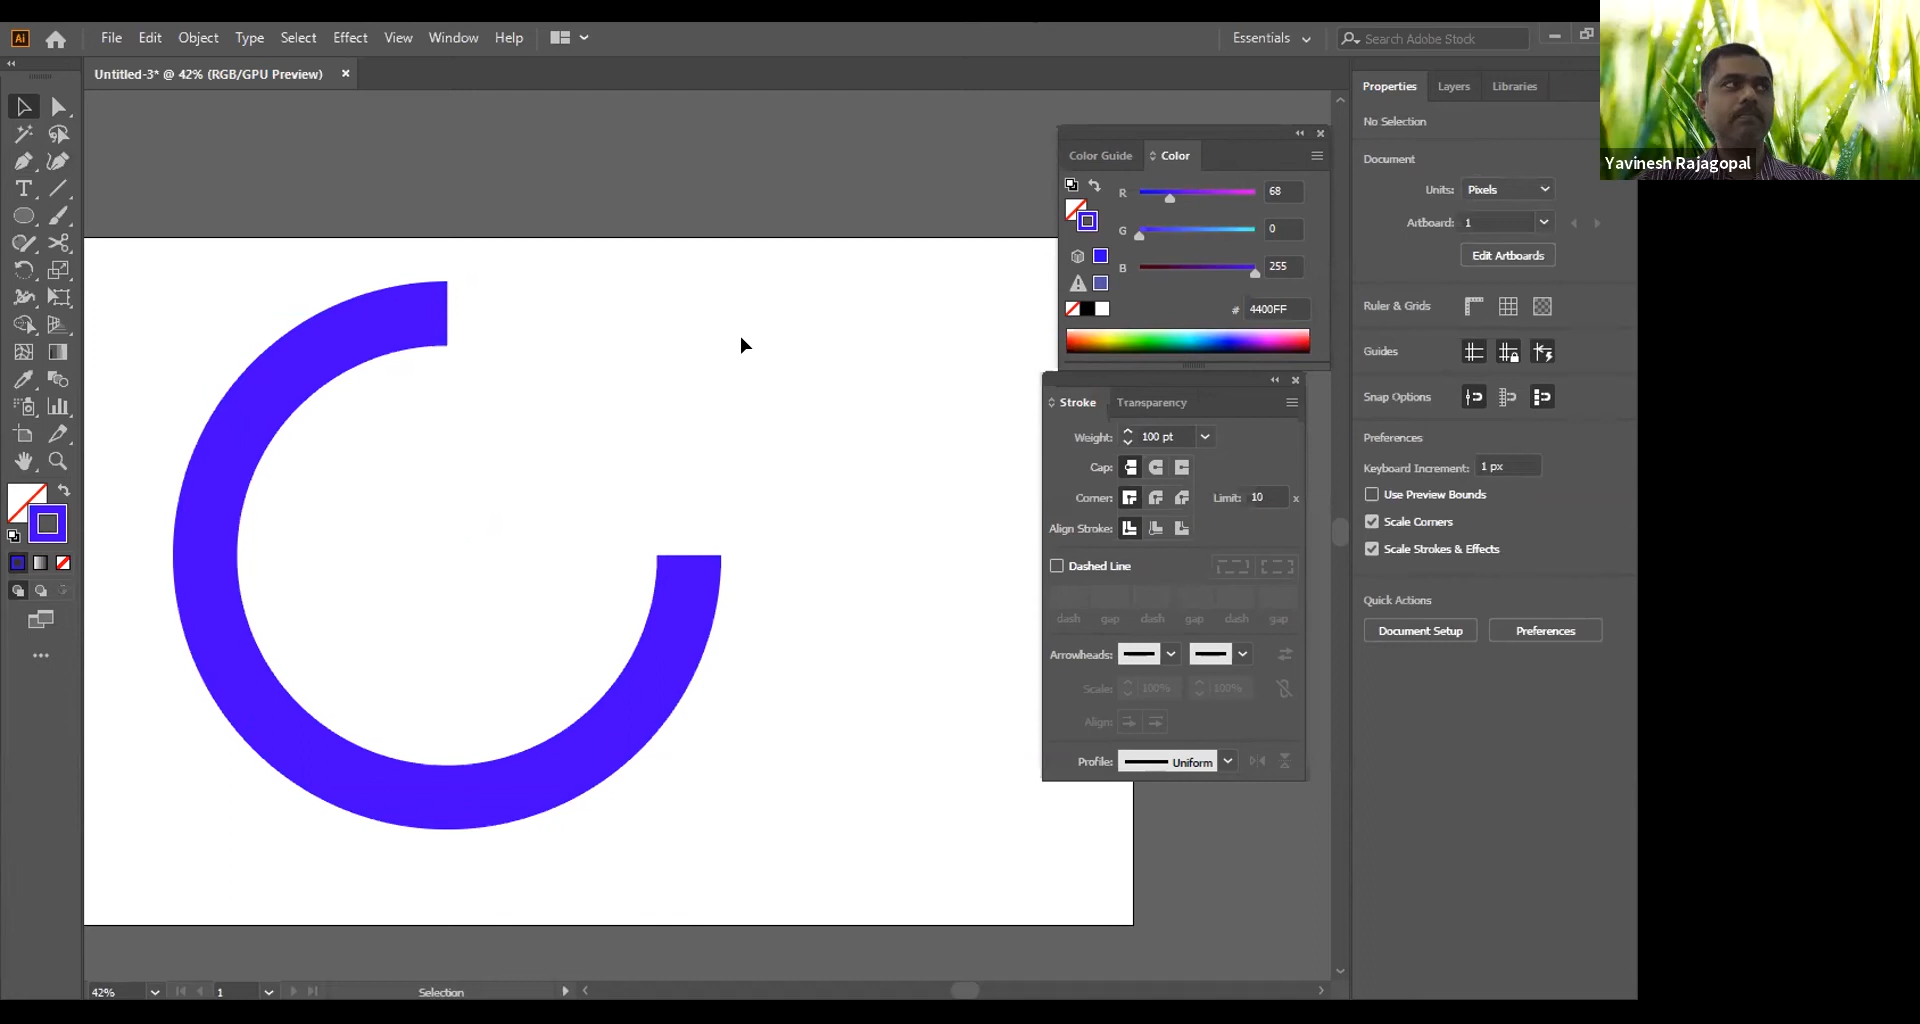 Ai File Edit Object Type Select Effect View Window Help Essentials Search Adobe Stock
Untitled-3* @ 42% (RGB/GPU Preview)
Properties Layers Libraries
No Selection
Document
Units: Pixels
Artboard: 1
Edit Artboards
Ruler & Grids
Guides
Snap Options
Preferences
Keyboard Increment: 1 px
Use Preview Bounds
Scale Corners
Scale Strokes & Effects
Quick Actions
Document Setup Preferences
Color Guide Color
R 68
G 0
B 255
# 4400FF
Stroke Transparency
Weight: 100 pt
Cap:
Corner: Limit: 10 x
Align Stroke:
Dashed Line
dash gap dash gap dash gap
Arrowheads:
Scale: 100% 100%
Align:
Profile: Uniform
42% 1 Selection
Yavinesh Rajagopal